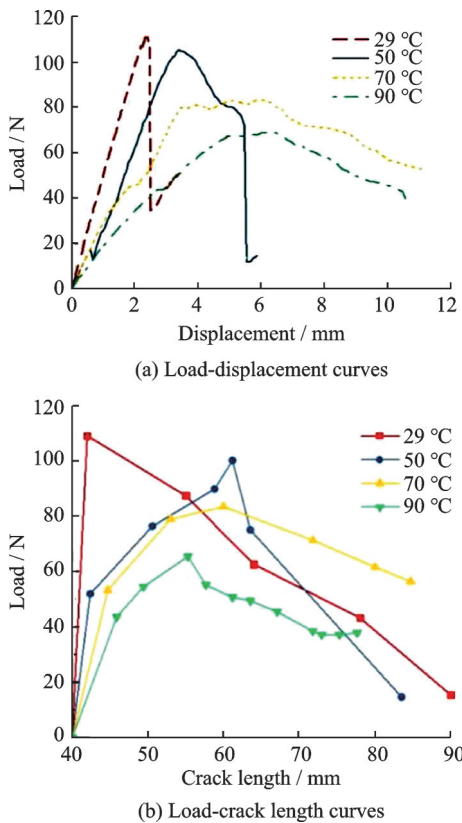 120
100
80
60
40
20
0
Load / N
29 °C
50 °C
70 °C
90 °C
0 2 4 6 8 10 12
Displacement / mm
(a) Load-displacement curves
120
100
80
60
40
20
0
Load / N
29 °C
50 °C
70 °C
90 °C
40 50 60 70 80 90
Crack length / mm
(b) Load-crack length curves